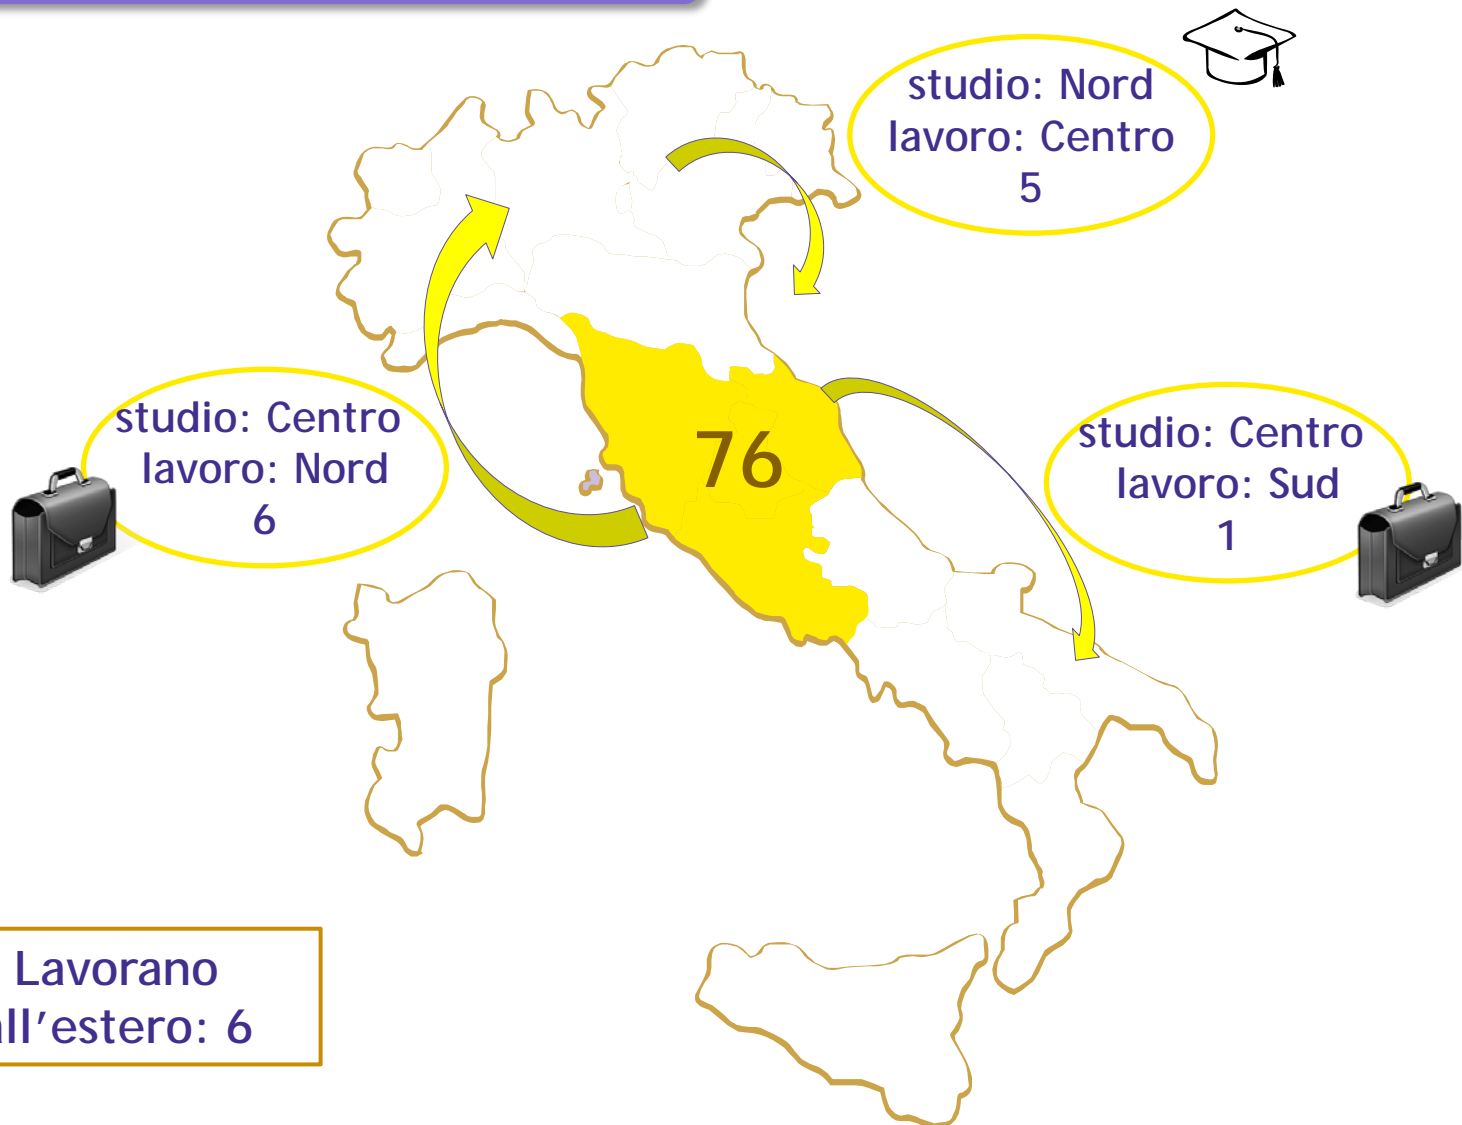 studio: Nord
lavoro: Centro
5
studio: Centro
lavoro: Nord
6
76
studio: Centro
lavoro: Sud
1
Lavorano
all’estero: 6